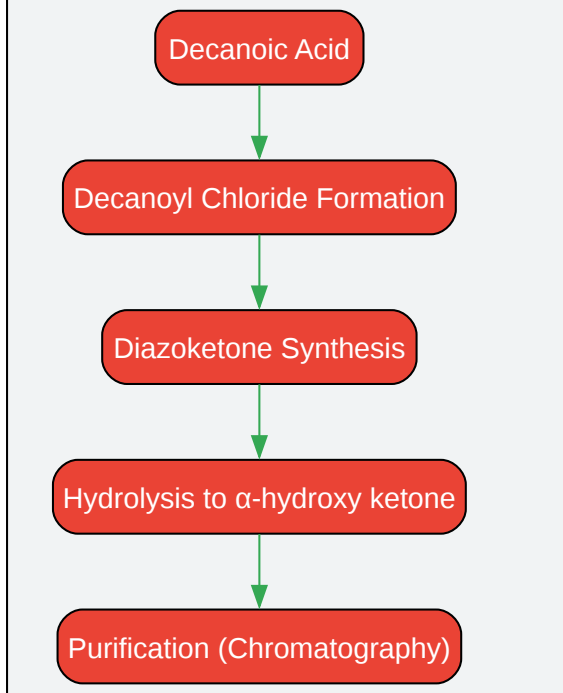 Decanoic Acid
Decanoyl Chloride Formation
Diazoketone Synthesis
Hydrolysis to α-hydroxy ketone
Purification (Chromatography)